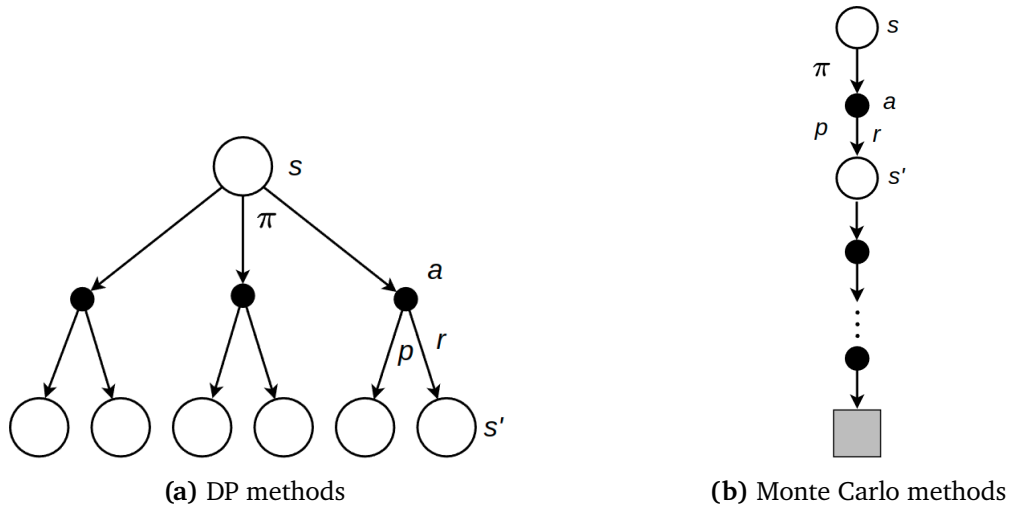 s
π
a
p
r
s'
(a) DP methods
s
π
a
p
r
s'
(b) Monte Carlo methods